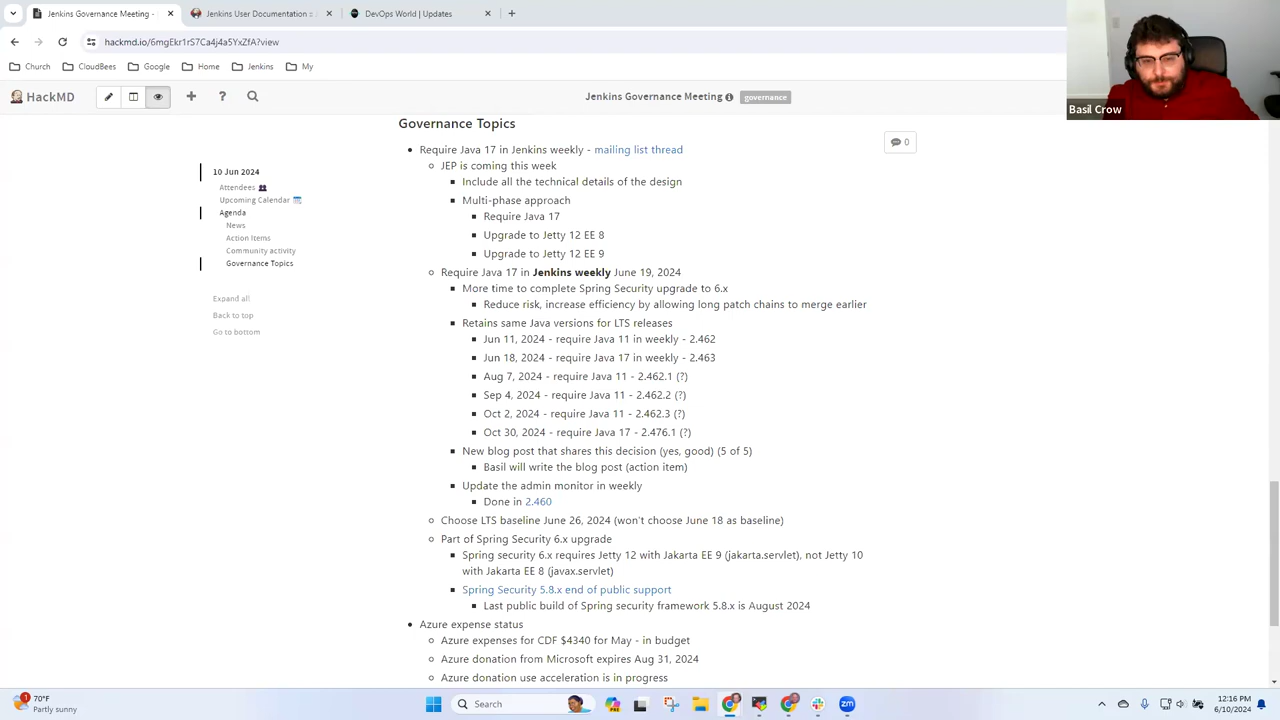 Jenkins Governance Meeting -
Jenkins User Documentation
DevOps World | Updates
hackmd.io/6mgEkr1rS7Ca4j4a5YxZfA?view
Church
CloudBees
Google
Home
Jenkins
My
HackMD
Jenkins Governance Meeting
governance
Basil Crow
0
10 Jun 2024
Attendees
Upcoming Calendar
Agenda
News
Action Items
Community activity
Governance Topics
Expand all
Back to top
Go to bottom
Governance Topics
Require Java 17 in Jenkins weekly - mailing list thread
JEP is coming this week
Include all the technical details of the design
Multi-phase approach
Require Java 17
Upgrade to Jetty 12 EE 8
Upgrade to Jetty 12 EE 9
Require Java 17 in Jenkins weekly June 19, 2024
More time to complete Spring Security upgrade to 6.x
Reduce risk, increase efficiency by allowing long patch chains to merge earlier
Retains same Java versions for LTS releases
Jun 11, 2024 - require Java 11 in weekly - 2.462
Jun 18, 2024 - require Java 17 in weekly - 2.463
Aug 7, 2024 - require Java 11 - 2.462.1 (?)
Sep 4, 2024 - require Java 11 - 2.462.2 (?)
Oct 2, 2024 - require Java 11 - 2.462.3 (?)
Oct 30, 2024 - require Java 17 - 2.476.1 (?)
New blog post that shares this decision (yes, good) (5 of 5)
Basil will write the blog post (action item)
Update the admin monitor in weekly
Done in 2.460
Choose LTS baseline June 26, 2024 (won't choose June 18 as baseline)
Part of Spring Security 6.x upgrade
Spring security 6.x requires Jetty 12 with Jakarta EE 9 (jakarta.servlet), not Jetty 10
with Jakarta EE 8 (javax.servlet)
Spring Security 5.8.x end of public support
Last public build of Spring security framework 5.8.x is August 2024
Azure expense status
Azure expenses for CDF $4340 for May - in budget
Azure donation from Microsoft expires Aug 31, 2024
Azure donation use acceleration is in progress
1
70°F
Partly sunny
Search
12:16 PM
6/10/2024